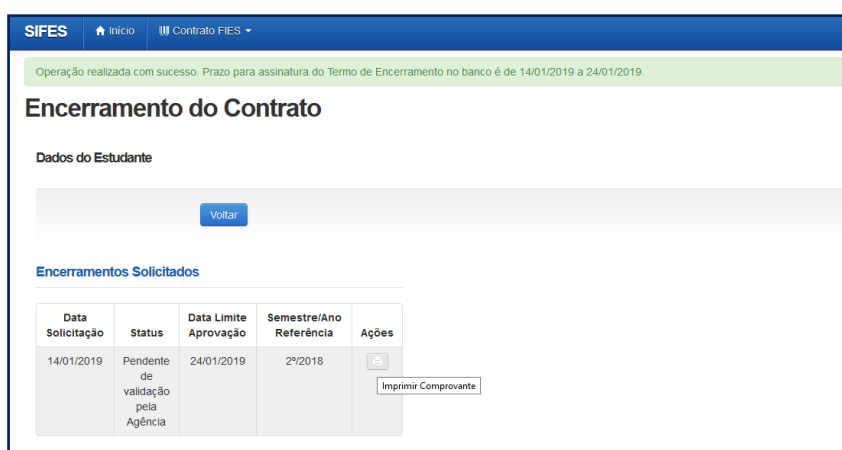 SIFES Início Contrato FIES
Operação realizada com sucesso. Prazo para assinatura do Termo de Encerramento no banco é de 14/01/2019 a 24/01/2019.
Encerramento do Contrato
Dados do Estudante
Voltar
Encerramentos Solicitados
Data Solicitação Status Data Limite Aprovação Semestre/Ano Referência Ações
14/01/2019 Pendente de validação pela Agência 24/01/2019 2º/2018
Imprimir Comprovante